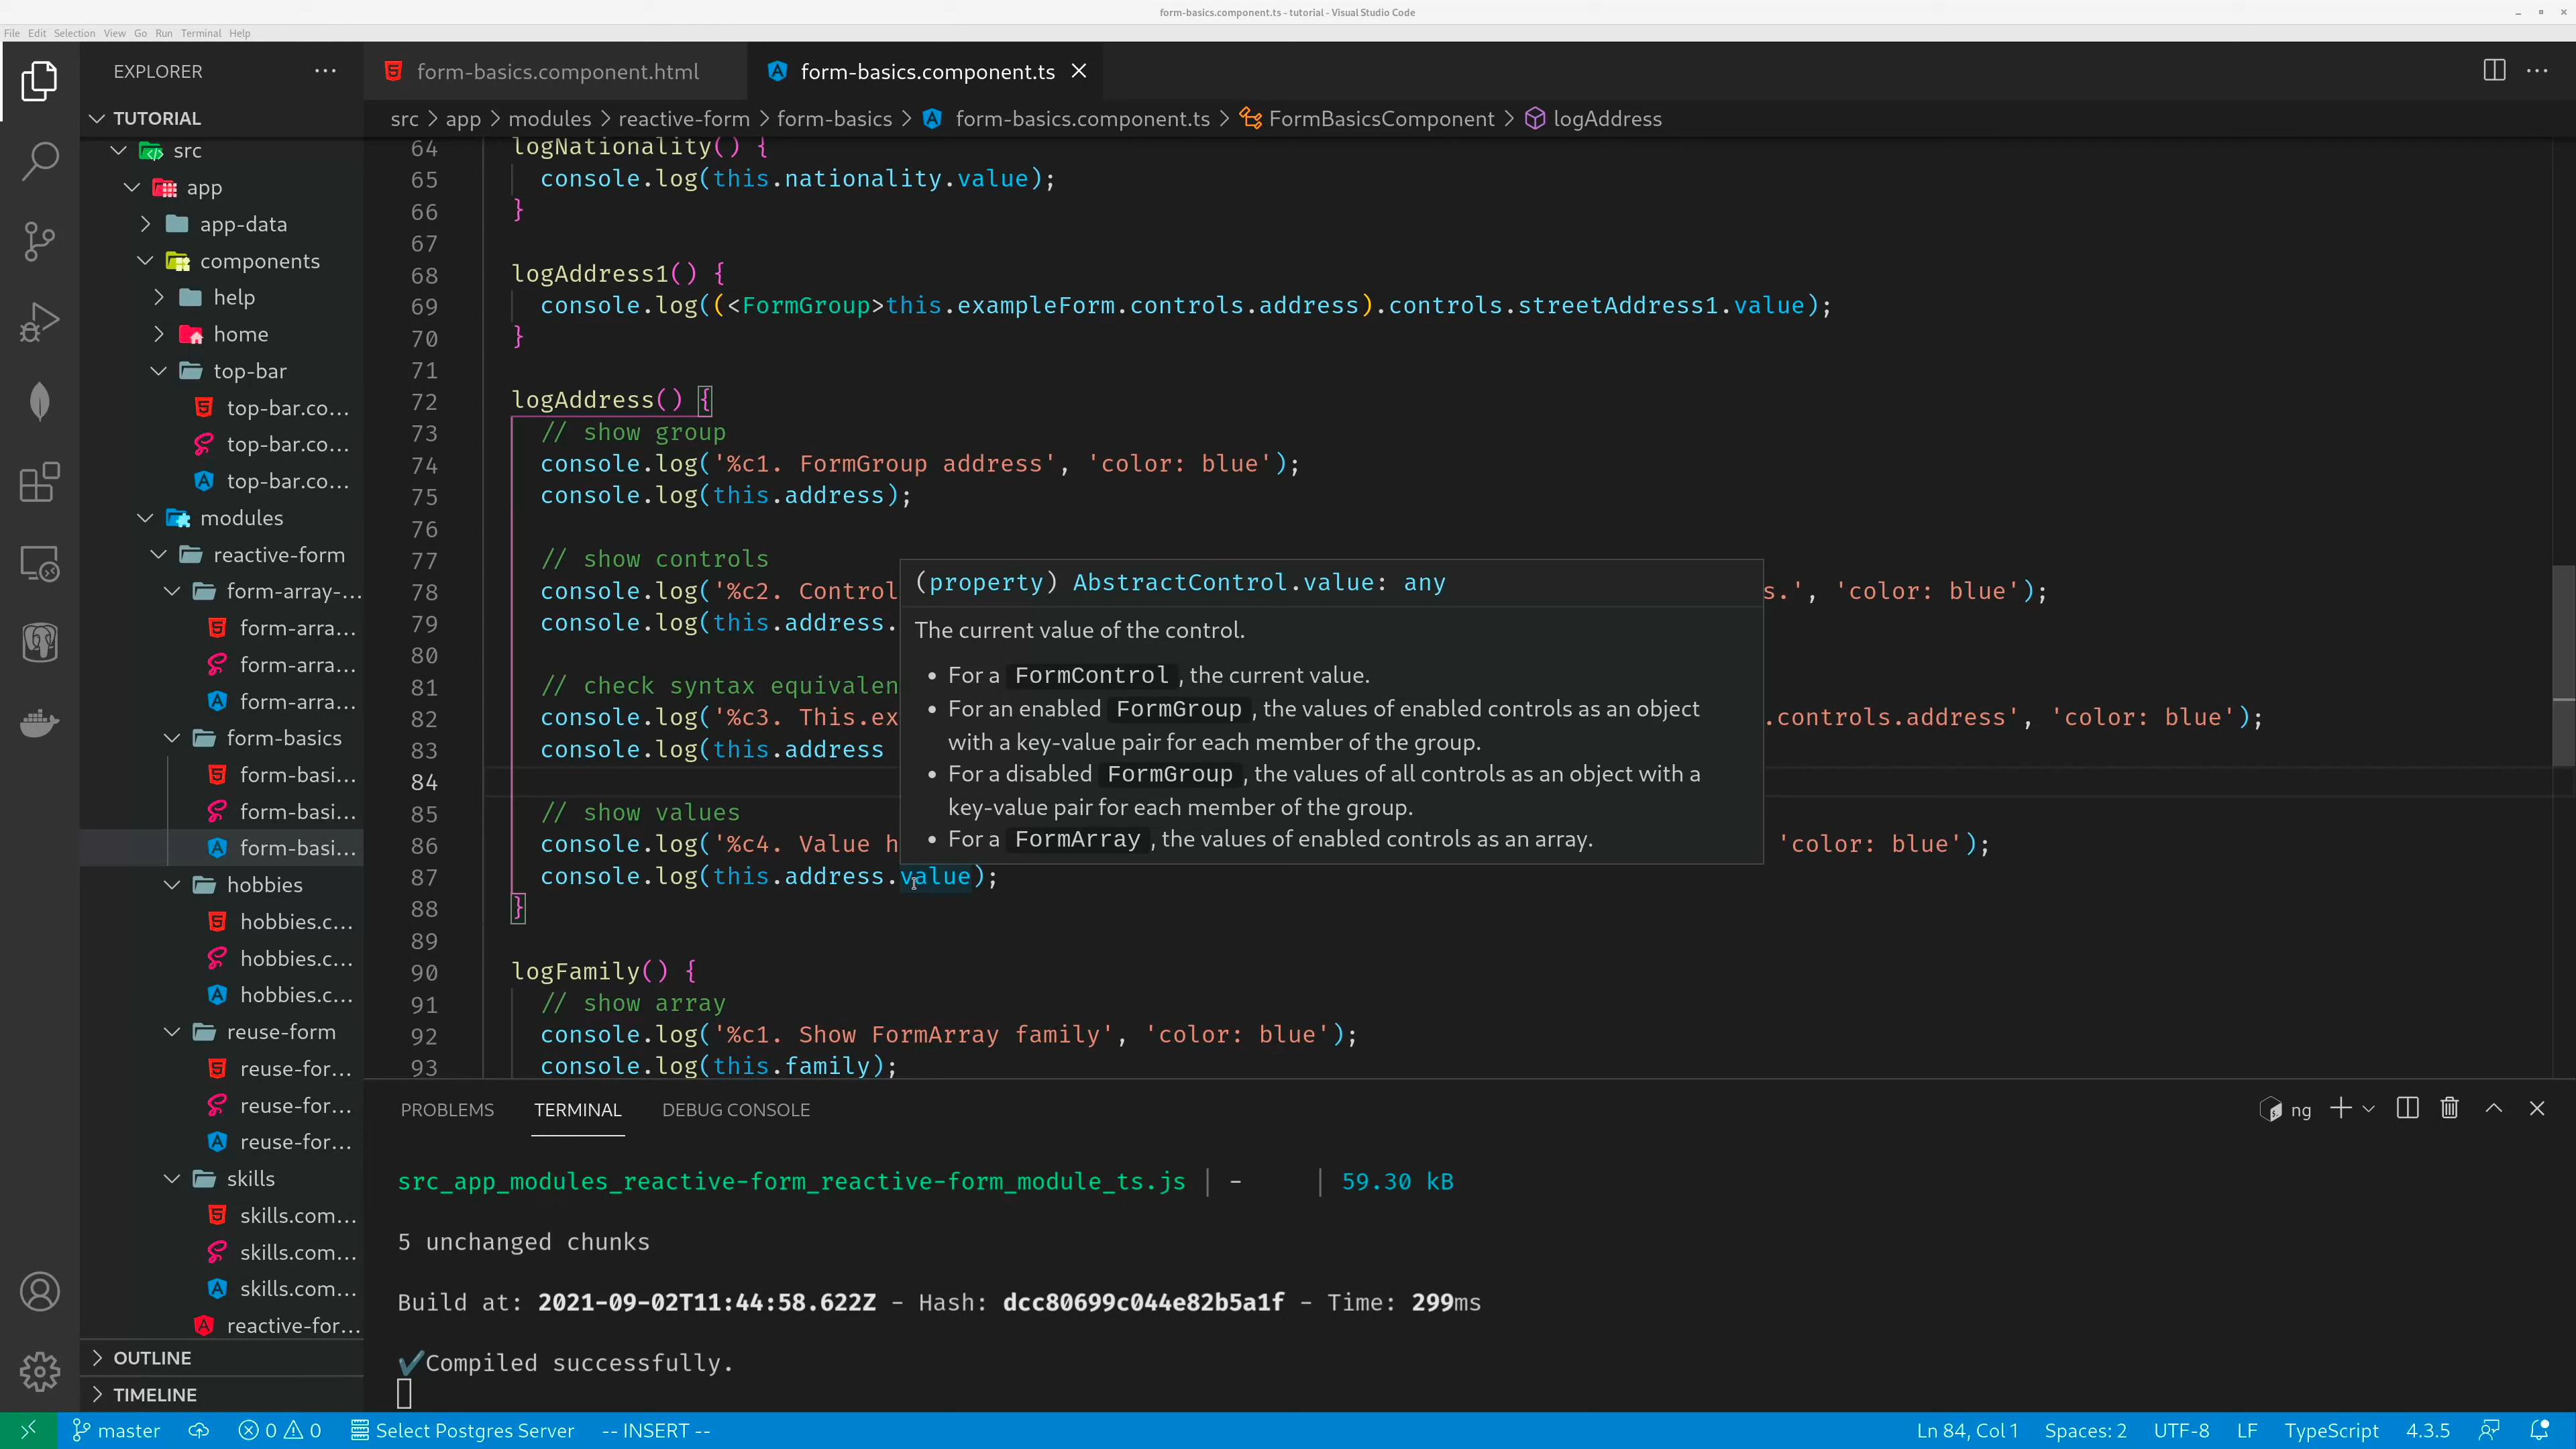 form-basics.component.ts - tutorial - Visual Studio Code
File Edit Selection View Go Run Terminal Help
EXPLORER
form-basics.component.html
form-basics.component.ts
TUTORIAL
src > app > modules > reactive-form > form-basics > form-basics.component.ts > FormBasicsComponent > logAddress
src
app
app-data
components
help
home
top-bar
top-bar.co...
top-bar.co...
top-bar.co...
modules
reactive-form
form-array-...
form-arra...
form-arra...
form-arra...
form-basics
form-basi...
form-basi...
form-basi...
hobbies
hobbies.c...
hobbies.c...
hobbies.c...
reuse-form
reuse-for...
reuse-for...
reuse-for...
skills
skills.com...
skills.com...
skills.com...
reactive-for...
OUTLINE
TIMELINE
64 logNationality() {
65 console.log(this.nationality.value);
66 }
67
68 logAddress1() {
69 console.log((<FormGroup>this.exampleForm.controls.address).controls.streetAddress1.value);
70 }
71
72 logAddress() {
73 // show group
74 console.log('%c1. FormGroup address', 'color: blue');
75 console.log(this.address);
76
77 // show controls
78 console.log('%c2. Control s.', 'color: blue');
79 console.log(this.address.
80
81 // check syntax equivalen
82 console.log('%c3. This.ex .controls.address', 'color: blue');
83 console.log(this.address
84
85 // show values
86 console.log('%c4. Value h 'color: blue');
87 console.log(this.address.value);
88 }
89
90 logFamily() {
91 // show array
92 console.log('%c1. Show FormArray family', 'color: blue');
93 console.log(this.family);
(property) AbstractControl.value: any
The current value of the control.
• For a FormControl, the current value.
• For an enabled FormGroup, the values of enabled controls as an object
with a key-value pair for each member of the group.
• For a disabled FormGroup, the values of all controls as an object with a
key-value pair for each member of the group.
• For a FormArray, the values of enabled controls as an array.
PROBLEMS TERMINAL DEBUG CONSOLE
ng
src_app_modules_reactive-form_reactive-form_module_ts.js | - | 59.30 kB
5 unchanged chunks
Build at: 2021-09-02T11:44:58.622Z - Hash: dcc80699c044e82b5a1f - Time: 299ms
✔Compiled successfully.
master 0 0 Select Postgres Server -- INSERT -- Ln 84, Col 1 Spaces: 2 UTF-8 LF TypeScript 4.3.5